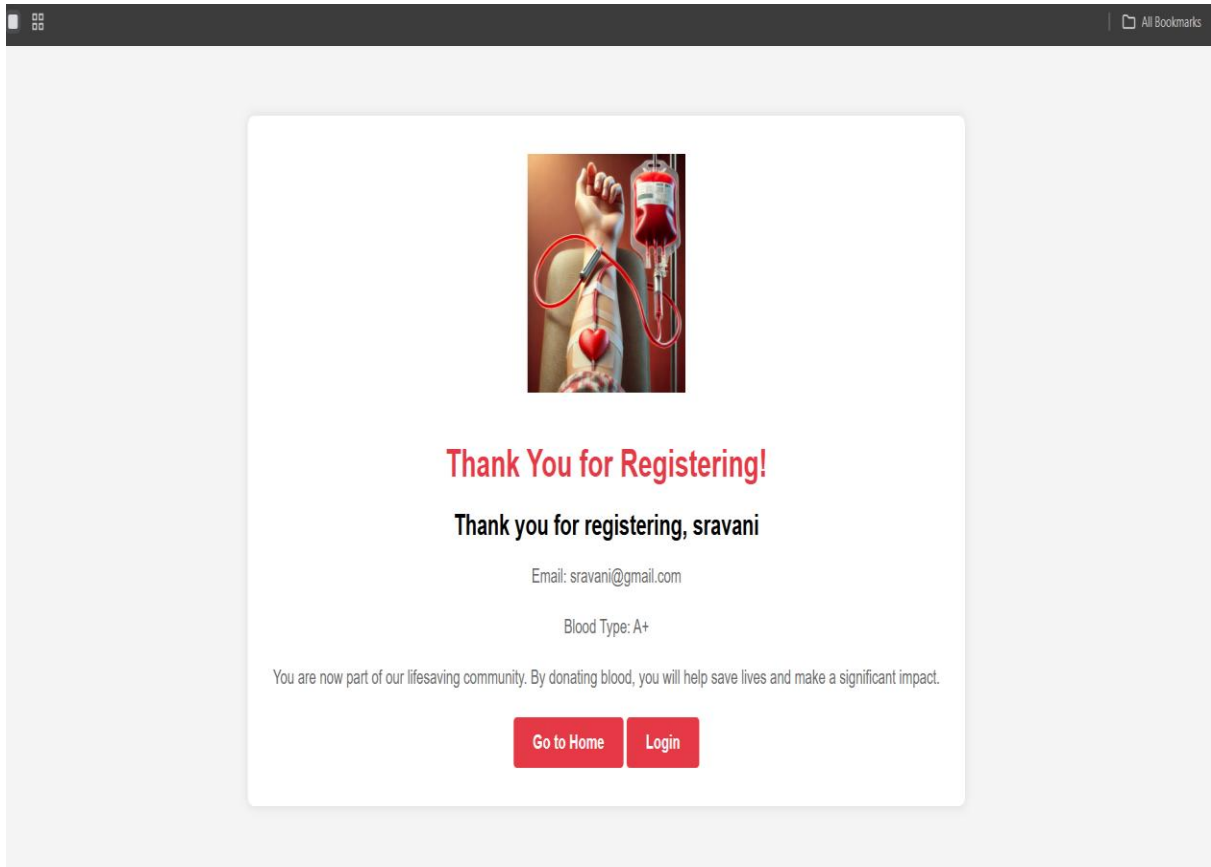 All Bookmarks
Thank You for Registering!
Thank you for registering, sravani
Email: sravani@gmail.com
Blood Type: A+
You are now part of our lifesaving community. By donating blood, you will help save lives and make a significant impact.
Go to Home Login